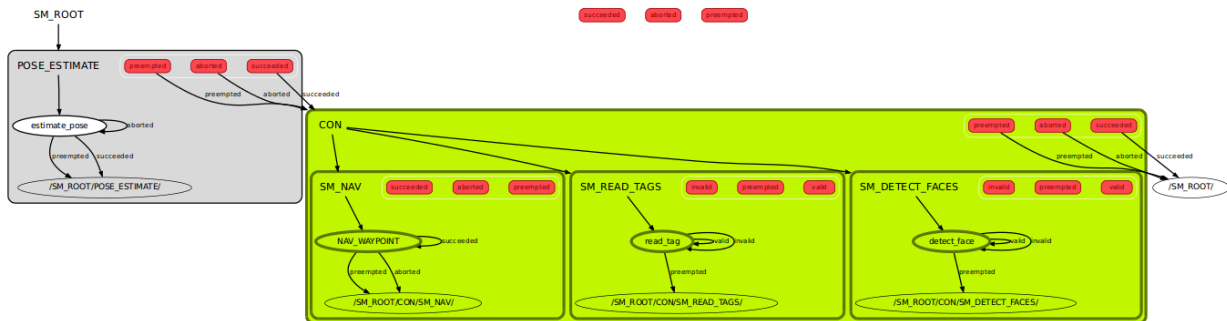 SM_ROOT
succeeded aborted preempted
POSE_ESTIMATE preempted aborted succeeded
preempted aborted succeeded
estimate_pose aborted
preempted succeeded
/SM_ROOT/POSE_ESTIMATE/
CON preempted aborted succeeded
preempted aborted succeeded
/SM_ROOT/
SM_NAV succeeded aborted preempted
NAV_WAYPOINT succeeded
preempted aborted
/SM_ROOT/CON/SM_NAV/
SM_READ_TAGS invalid preempted valid
read_tag valid invalid
preempted
/SM_ROOT/CON/SM_READ_TAGS/
SM_DETECT_FACES invalid preempted valid
detect_face valid invalid
preempted
/SM_ROOT/CON/SM_DETECT_FACES/